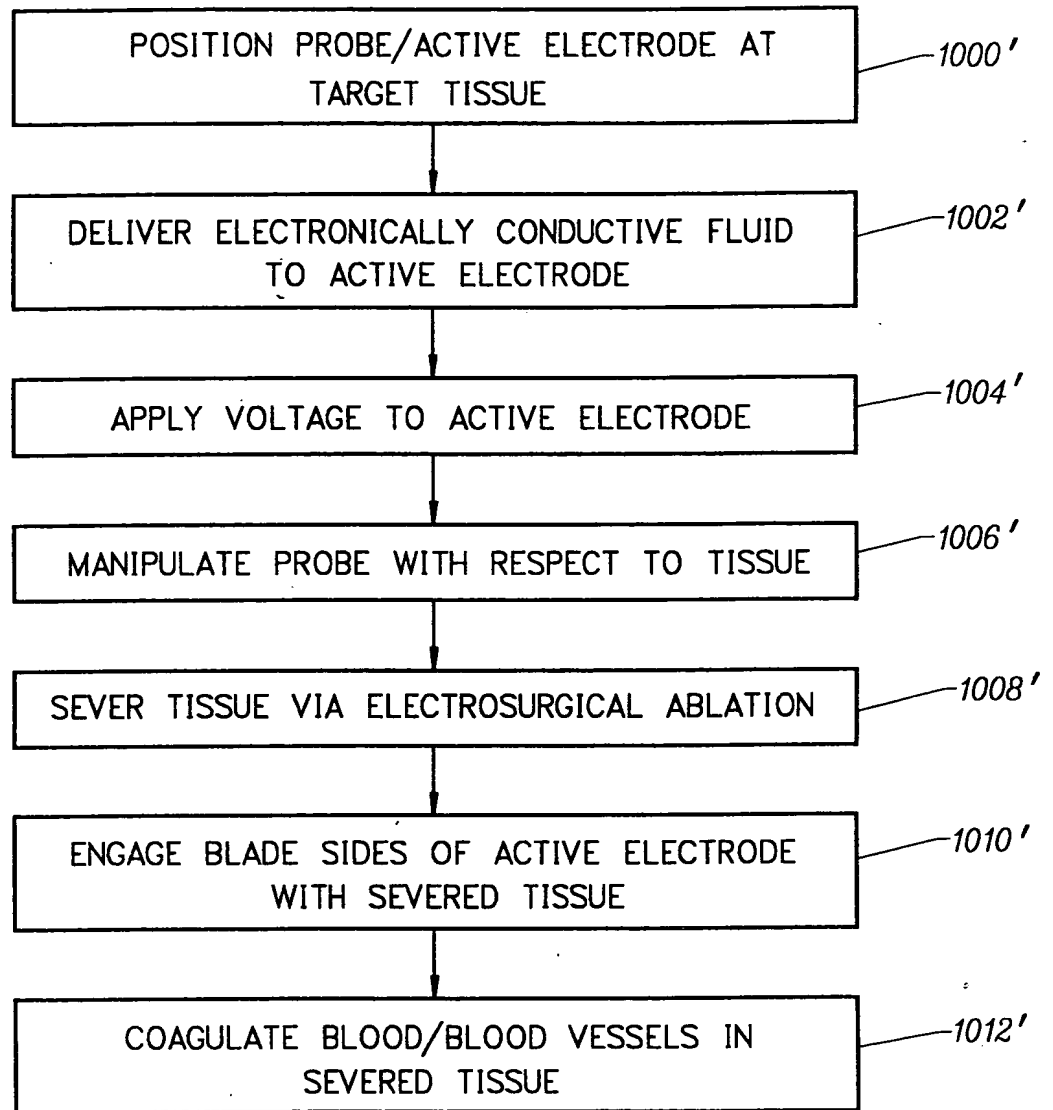 POSITION PROBE/ACTIVE ELECTRODE AT
TARGET TISSUE
1000'
DELIVER ELECTRONICALLY CONDUCTIVE FLUID
TO ACTIVE ELECTRODE
1002'
APPLY VOLTAGE TO ACTIVE ELECTRODE
1004'
MANIPULATE PROBE WITH RESPECT TO TISSUE
1006'
SEVER TISSUE VIA ELECTROSURGICAL ABLATION
1008'
ENGAGE BLADE SIDES OF ACTIVE ELECTRODE
WITH SEVERED TISSUE
1010'
COAGULATE BLOOD/BLOOD VESSELS IN
SEVERED TISSUE
1012'